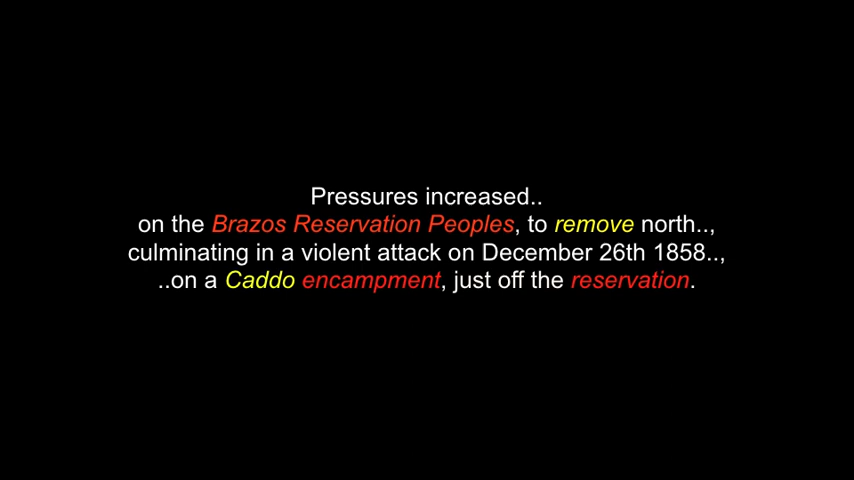 Pressures increased..
on the Brazos Reservation Peoples, to remove north..,
culminating in a violent attack on December 26th 1858..,
..on a Caddo encampment, just off the reservation.